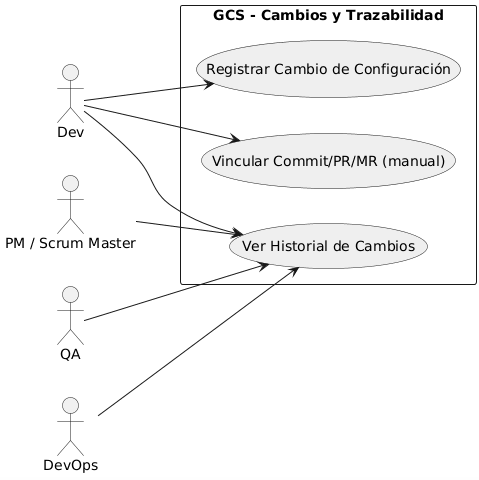 GCS - Cambios y Trazabilidad
Registrar Cambio de Configuración
Dev
Vincular Commit/PR/MR (manual)
PM / Scrum Master
Ver Historial de Cambios
QA
DevOps